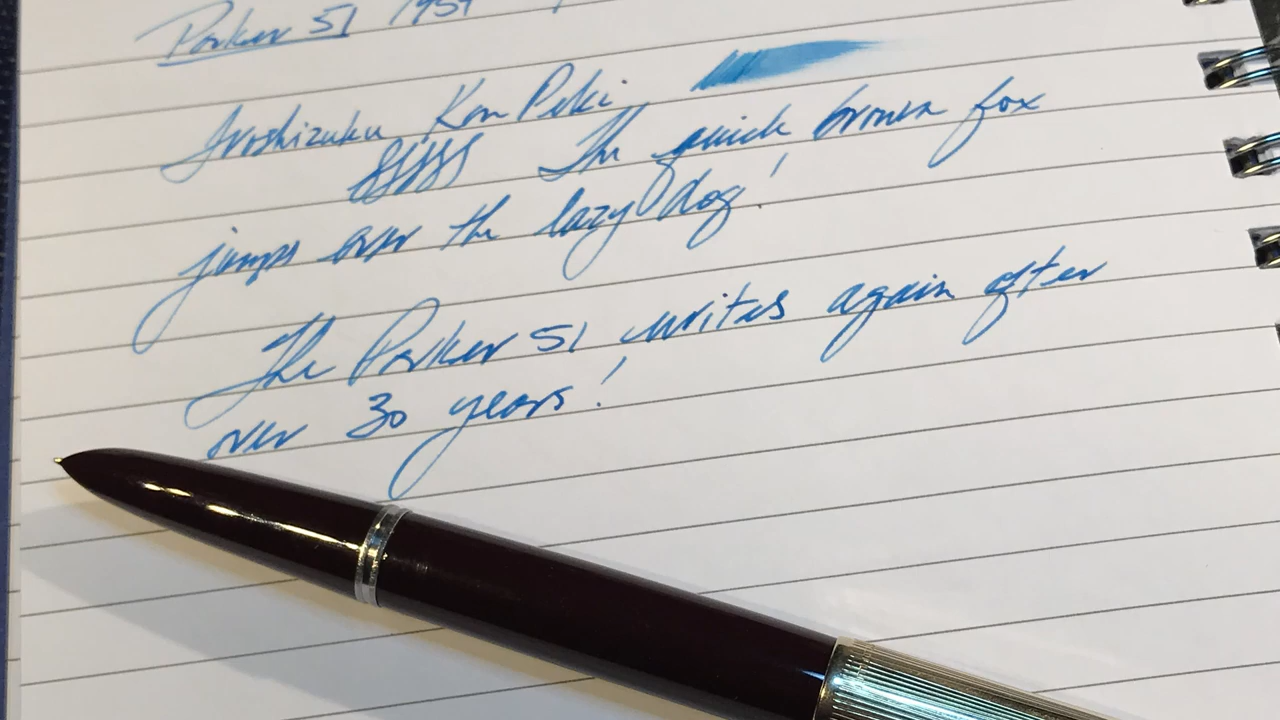 Parker 51 1954
Iroshizuku Kon Peki
The quick brown fox
jumps over the lazy dog!
The Parker 51 writes again after
over 30 years!